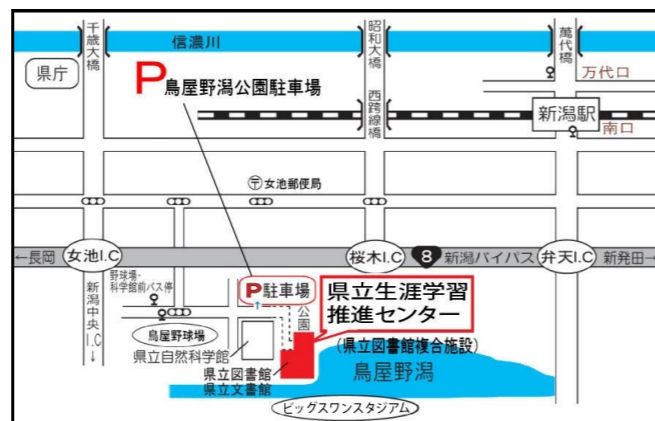 千歳大橋
信濃川
昭和大橋
萬代橋
県庁
P鳥屋野潟公園駐車場
西跨線橋
万代口
新潟駅
南口
〒女池郵便局
←長岡
女池I.C
桜木I.C
8
新潟バイパス
弁天I.C
新発田→
野球場・
科学館前バス停
新潟中央I.C↓
P駐車場
公園
県立生涯学習
推進センター
鳥屋野球場
県立自然科学館
(県立図書館複合施設)
鳥屋野潟
県立図書館
県立文書館
ビッグスワンスタジアム